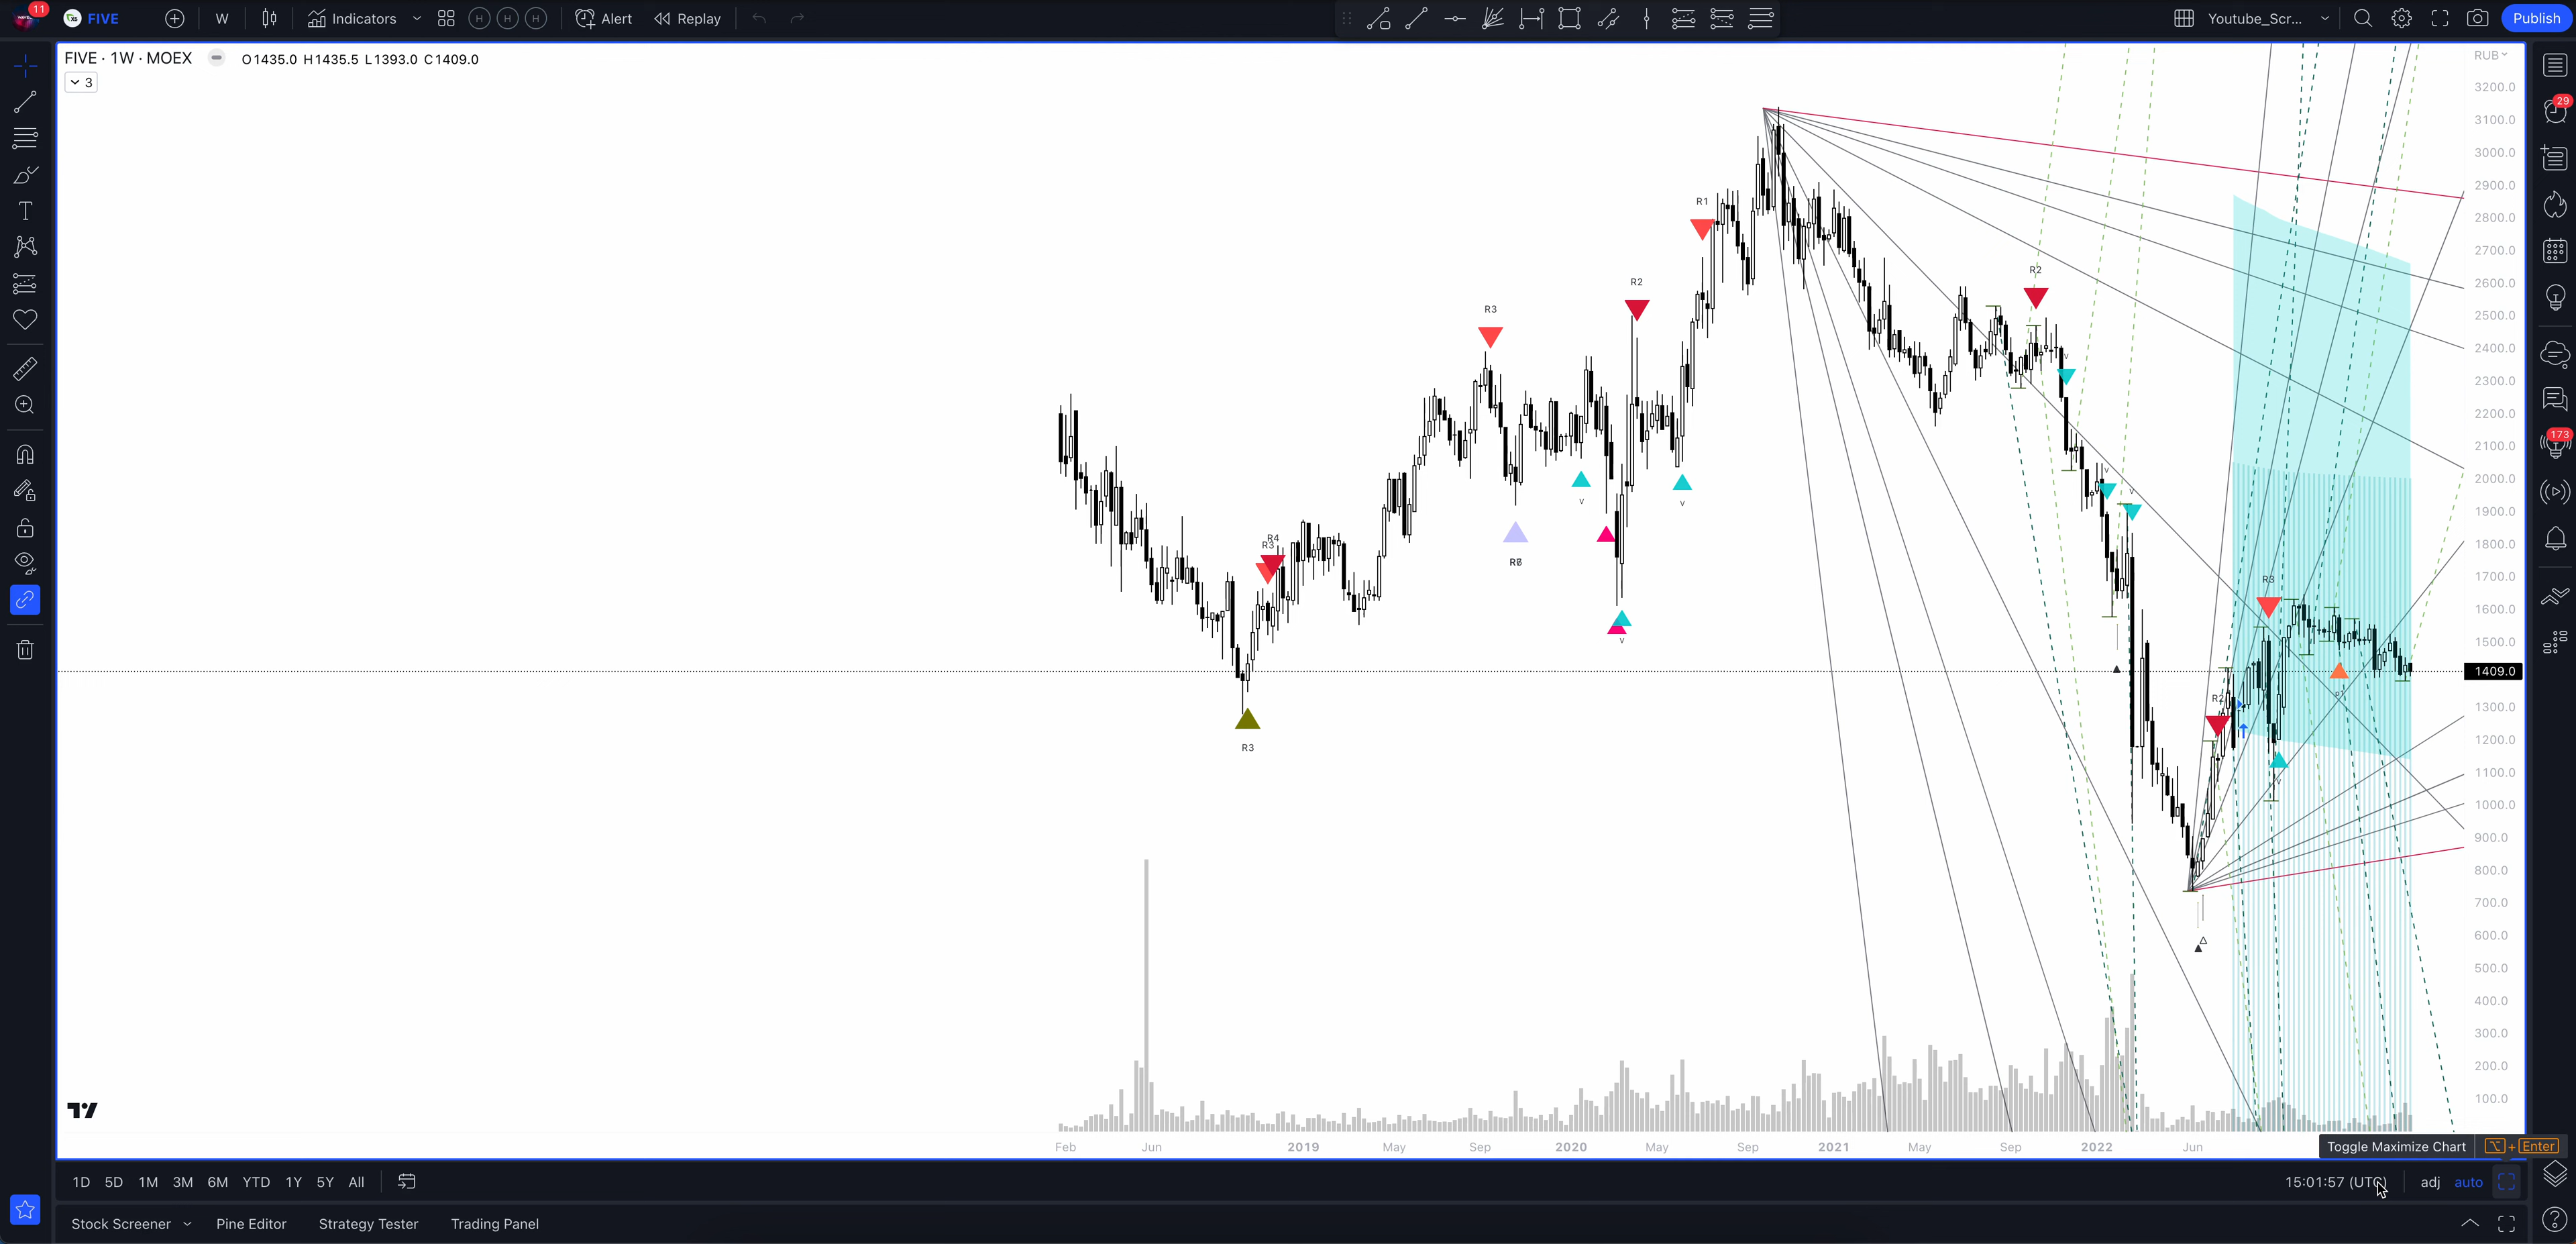 11
FIVE
W
Indicators
H
H
H
Alert
Replay
Youtube_Scr...
Publish
FIVE · 1W · MOEX
O1435.0 H1435.5 L1393.0 C1409.0
3
RUB
3200.0
3100.0
3000.0
2900.0
2800.0
2700.0
2600.0
2500.0
2400.0
2300.0
2200.0
2100.0
2000.0
1900.0
1800.0
1700.0
1600.0
1500.0
1409.0
1300.0
1200.0
1100.0
1000.0
900.0
800.0
700.0
600.0
500.0
400.0
300.0
200.0
100.0
29
173
R1
R2
R3
R2
R4
R3
v
v
v
R3
v
v
v
R3
R2
v
Feb
Jun
2019
May
Sep
2020
May
Sep
2021
May
Sep
2022
Jun
Toggle Maximize Chart
+ Enter
1D
5D
1M
3M
6M
YTD
1Y
5Y
All
15:01:57 (UTC)
adj
auto
Stock Screener
Pine Editor
Strategy Tester
Trading Panel